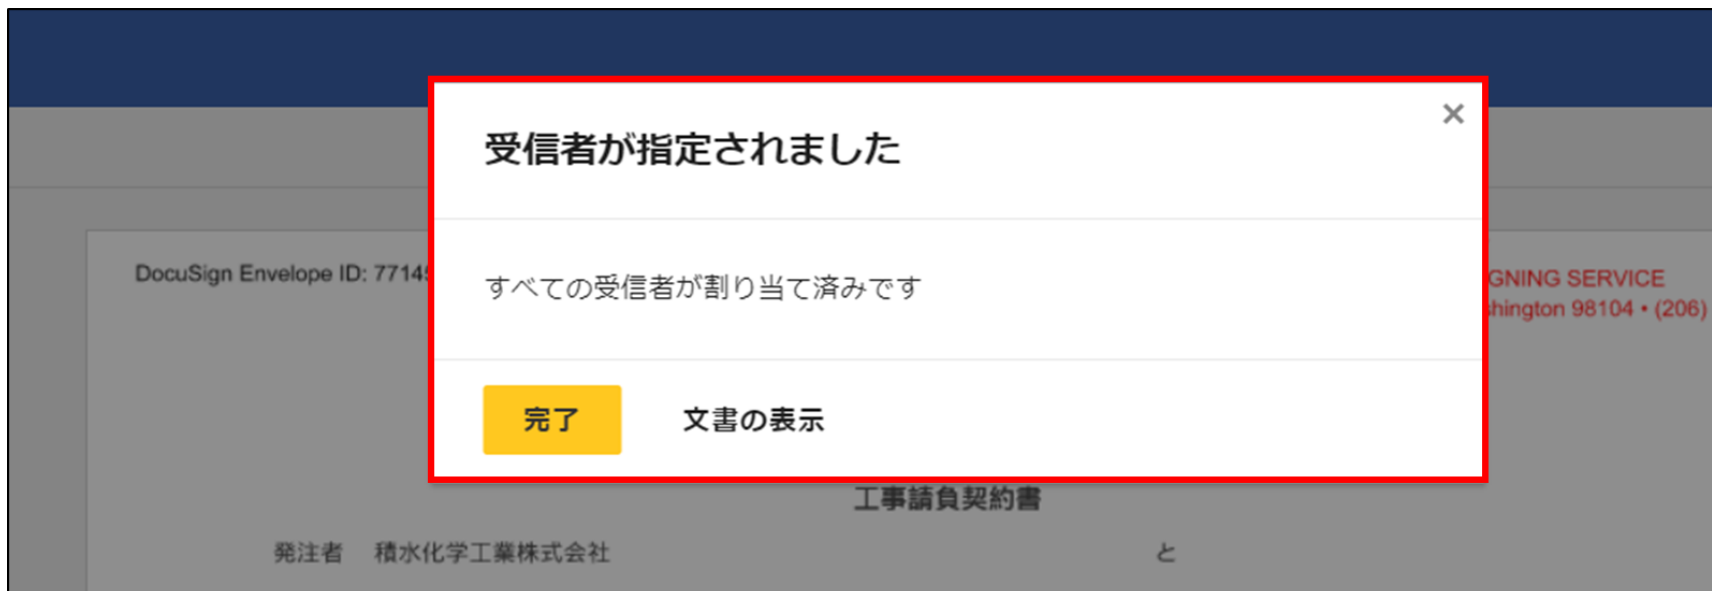 受信者が指定されました
×
すべての受信者が割り当て済みです
完了 文書の表示
DocuSign Envelope ID:
GNING SERVICE
98104 • (206)
工事請負契約書
発注者 積水化学工業株式会社 と